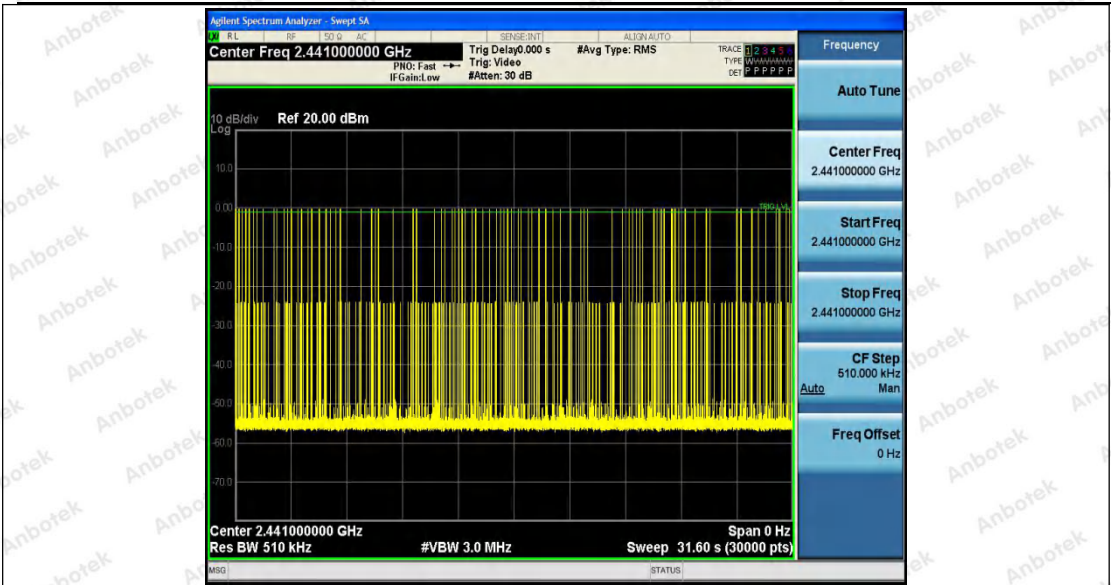 Agilent Spectrum Analyzer - Swept SA
RL RF 50 Ω AC SENSE:INT ALIGN AUTO
Center Freq 2.441000000 GHz
PNO: Fast
IFGain:Low
Trig Delay0.000 s
Trig: Video
#Atten: 30 dB
#Avg Type: RMS
TRACE 1 2 3 4 5 6
TYPE
DET P P P P P P
Frequency
Auto Tune
Center Freq
2.441000000 GHz
Start Freq
2.441000000 GHz
Stop Freq
2.441000000 GHz
CF Step
510.000 kHz
Auto Man
Freq Offset
0 Hz
10 dB/div Ref 20.00 dBm
Log
10.0
0.00
TRIG LVL
-10.0
-20.0
-30.0
-40.0
-50.0
-60.0
-70.0
Center 2.441000000 GHz Span 0 Hz
Res BW 510 kHz #VBW 3.0 MHz Sweep 31.60 s (30000 pts)
MSG STATUS
Anbotek